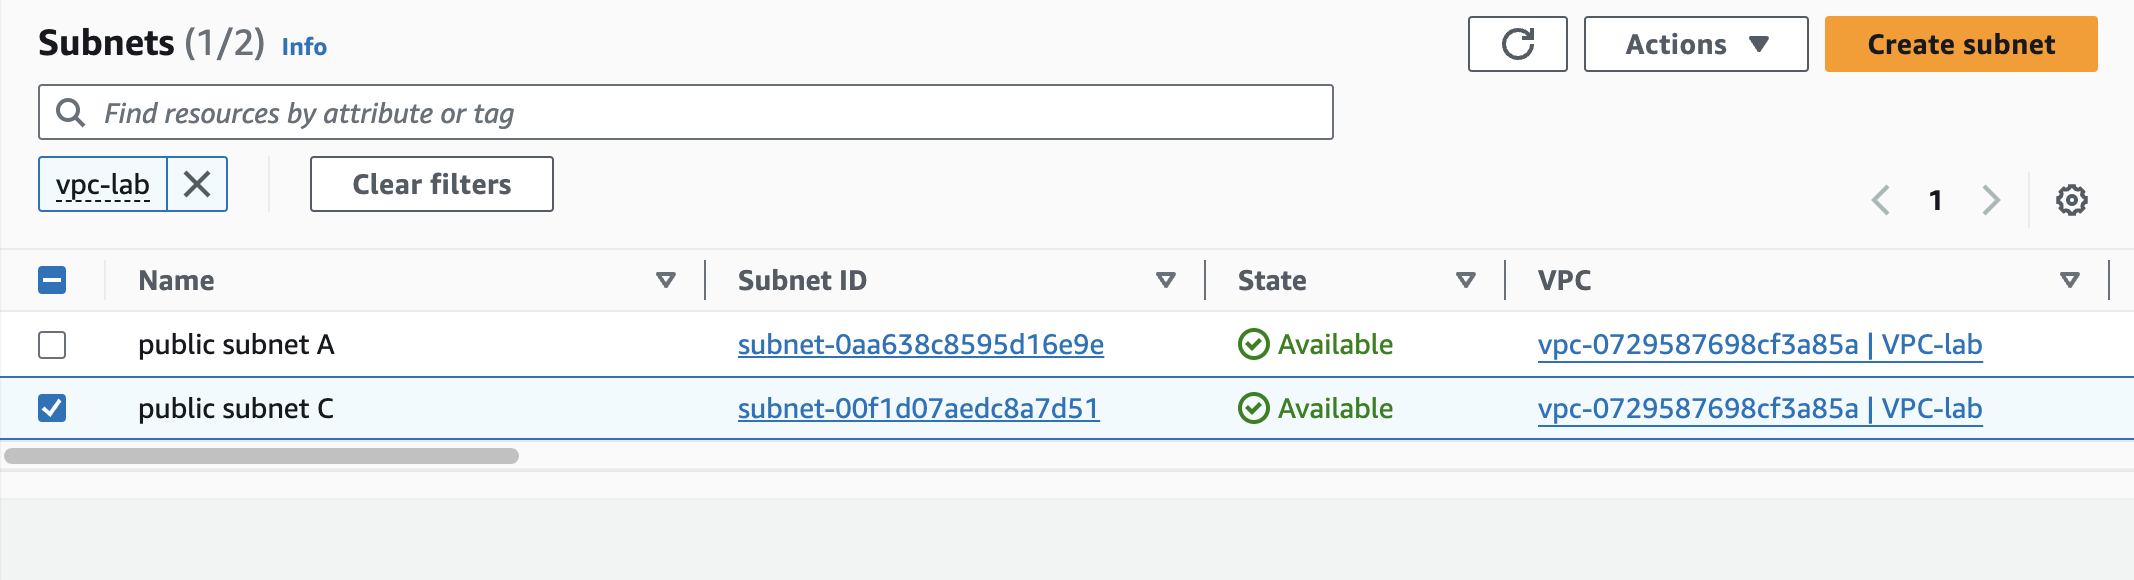 Subnets (1/2) Info
Actions
Create subnet
Find resources by attribute or tag
vpc-lab
Clear filters
1
Name Subnet ID State VPC
public subnet A subnet-0aa638c8595d16e9e Available vpc-0729587698cf3a85a | VPC-lab
public subnet C subnet-00f1d07aedc8a7d51 Available vpc-0729587698cf3a85a | VPC-lab